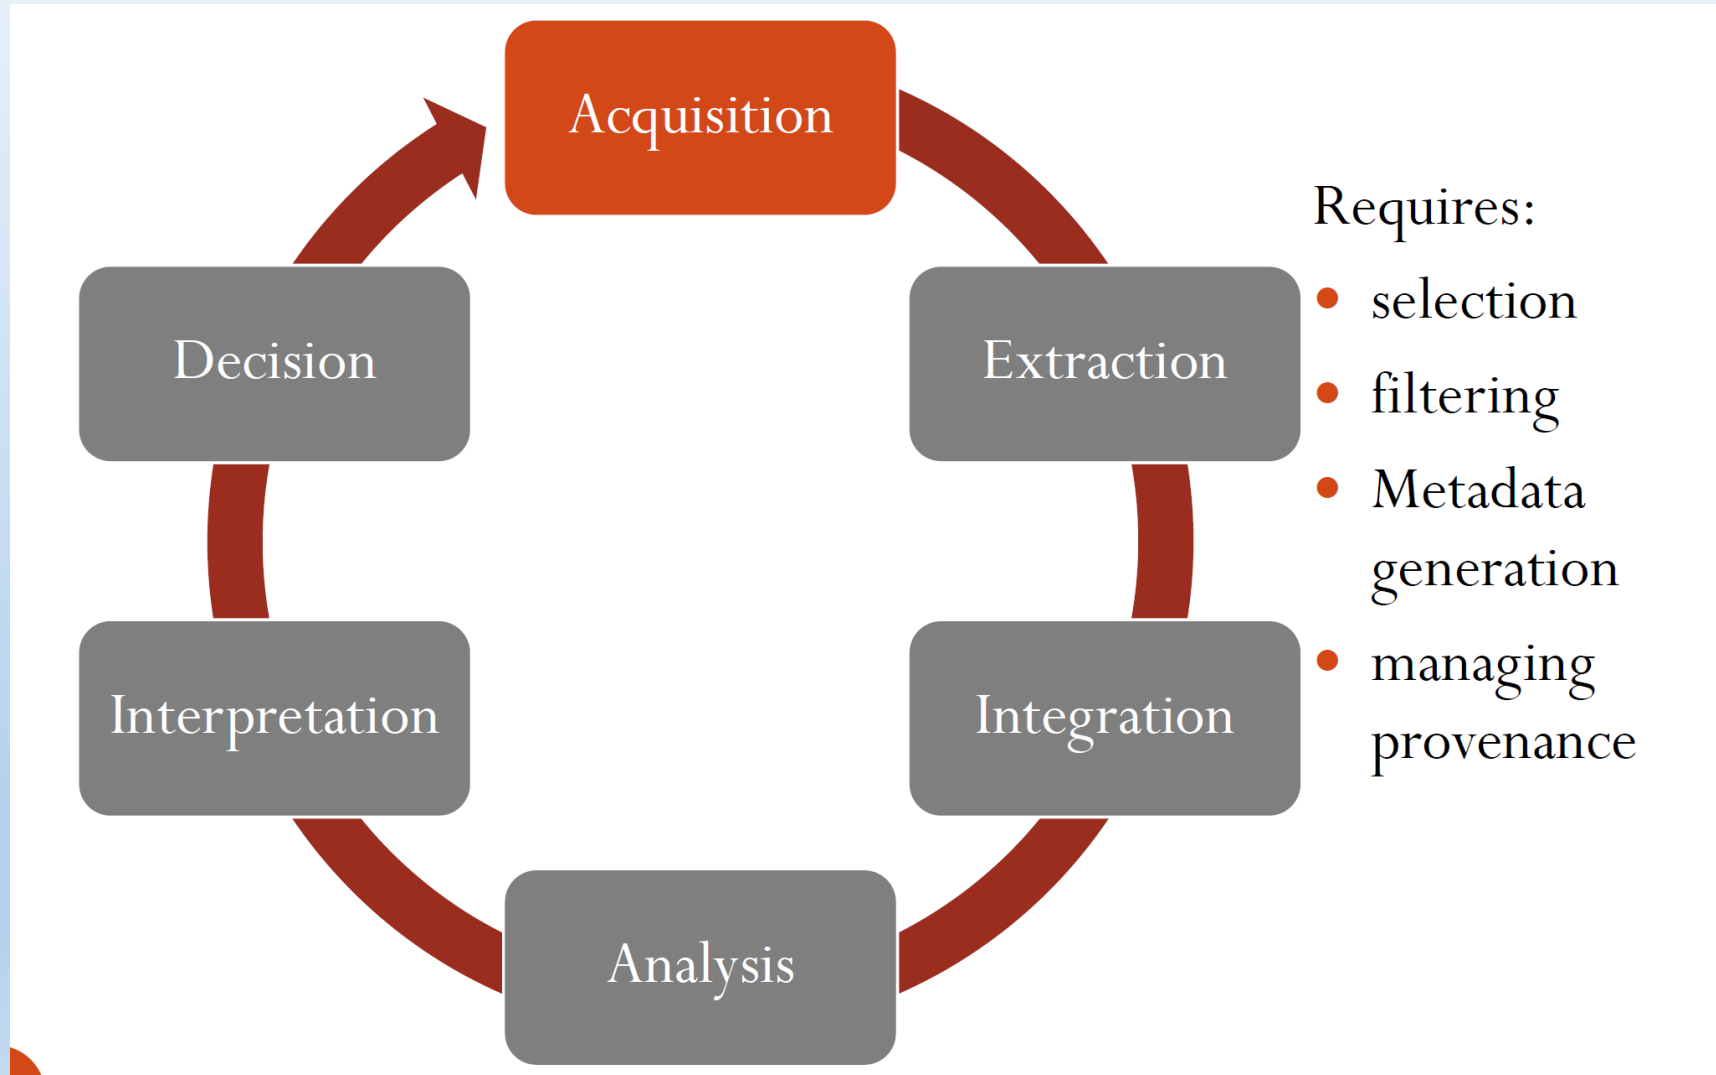 Acquisition
Extraction
Integration
Analysis
Interpretation
Decision
Requires:
selection
filtering
Metadata
generation
managing
provenance